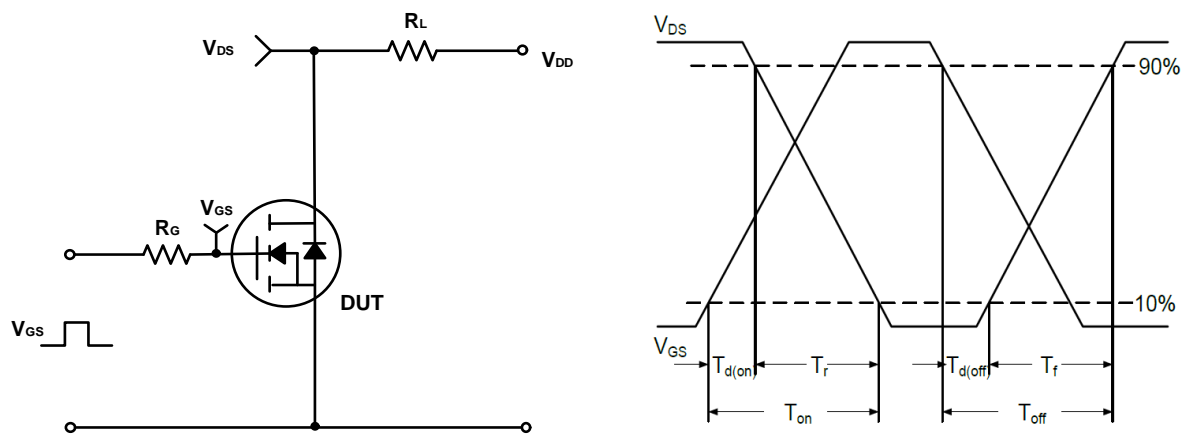 RL
VDS
VDD
VGS
RG
DUT
VGS
VDS
90%
10%
VGS
Td(on)
Tr
Td(off)
Tf
Ton
Toff